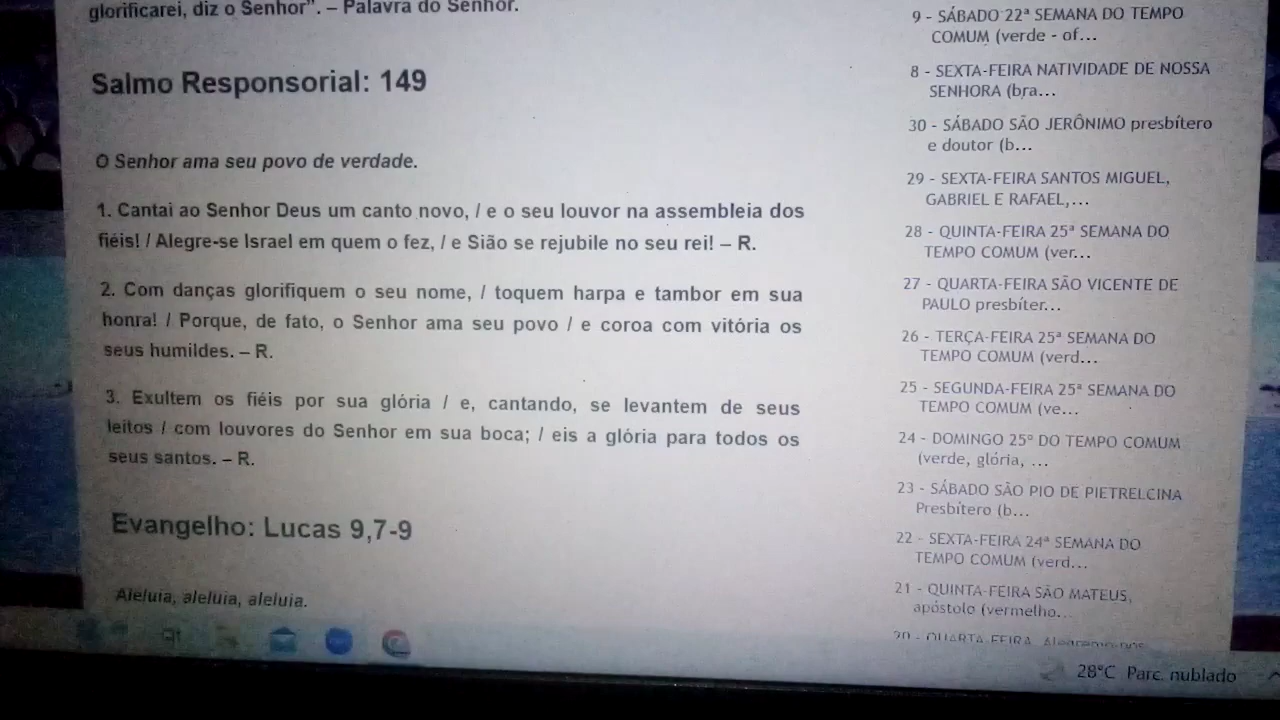 glorificarei, diz o Senhor". – Palavra do Senhor.
Salmo Responsorial: 149
O Senhor ama seu povo de verdade.
1. Cantai ao Senhor Deus um canto novo, / e o seu louvor na assembleia dos
fiéis! / Alegre-se Israel em quem o fez, / e Sião se rejubile no seu rei! – R.
2. Com danças glorifiquem o seu nome, / toquem harpa e tambor em sua
honra! / Porque, de fato, o Senhor ama seu povo / e coroa com vitória os
seus humildes. – R.
3. Exultem os fiéis por sua glória / e, cantando, se levantem de seus
leitos / com louvores do Senhor em sua boca; / eis a glória para todos os
seus santos. – R.
Evangelho: Lucas 9,7-9
Aleluia, aleluia, aleluia.
9 - SÁBADO 22ª SEMANA DO TEMPO
COMUM (verde - of...
8 - SEXTA-FEIRA NATIVIDADE DE NOSSA
SENHORA (bra...
30 - SÁBADO SÃO JERÔNIMO presbítero
e doutor (b...
29 - SEXTA-FEIRA SANTOS MIGUEL,
GABRIEL E RAFAEL,...
28 - QUINTA-FEIRA 25ª SEMANA DO
TEMPO COMUM (ver...
27 - QUARTA-FEIRA SÃO VICENTE DE
PAULO presbíter...
26 - TERÇA-FEIRA 25ª SEMANA DO
TEMPO COMUM (verd...
25 - SEGUNDA-FEIRA 25ª SEMANA DO
TEMPO COMUM (ve...
24 - DOMINGO 25º DO TEMPO COMUM
(verde, glória, ...
23 - SÁBADO SÃO PIO DE PIETRELCINA
Presbítero (b...
22 - SEXTA-FEIRA 24ª SEMANA DO
TEMPO COMUM (verd...
21 - QUINTA-FEIRA SÃO MATEUS,
apóstolo (vermelho...
20 - QUARTA-FEIRA
28°C Parc. nublado